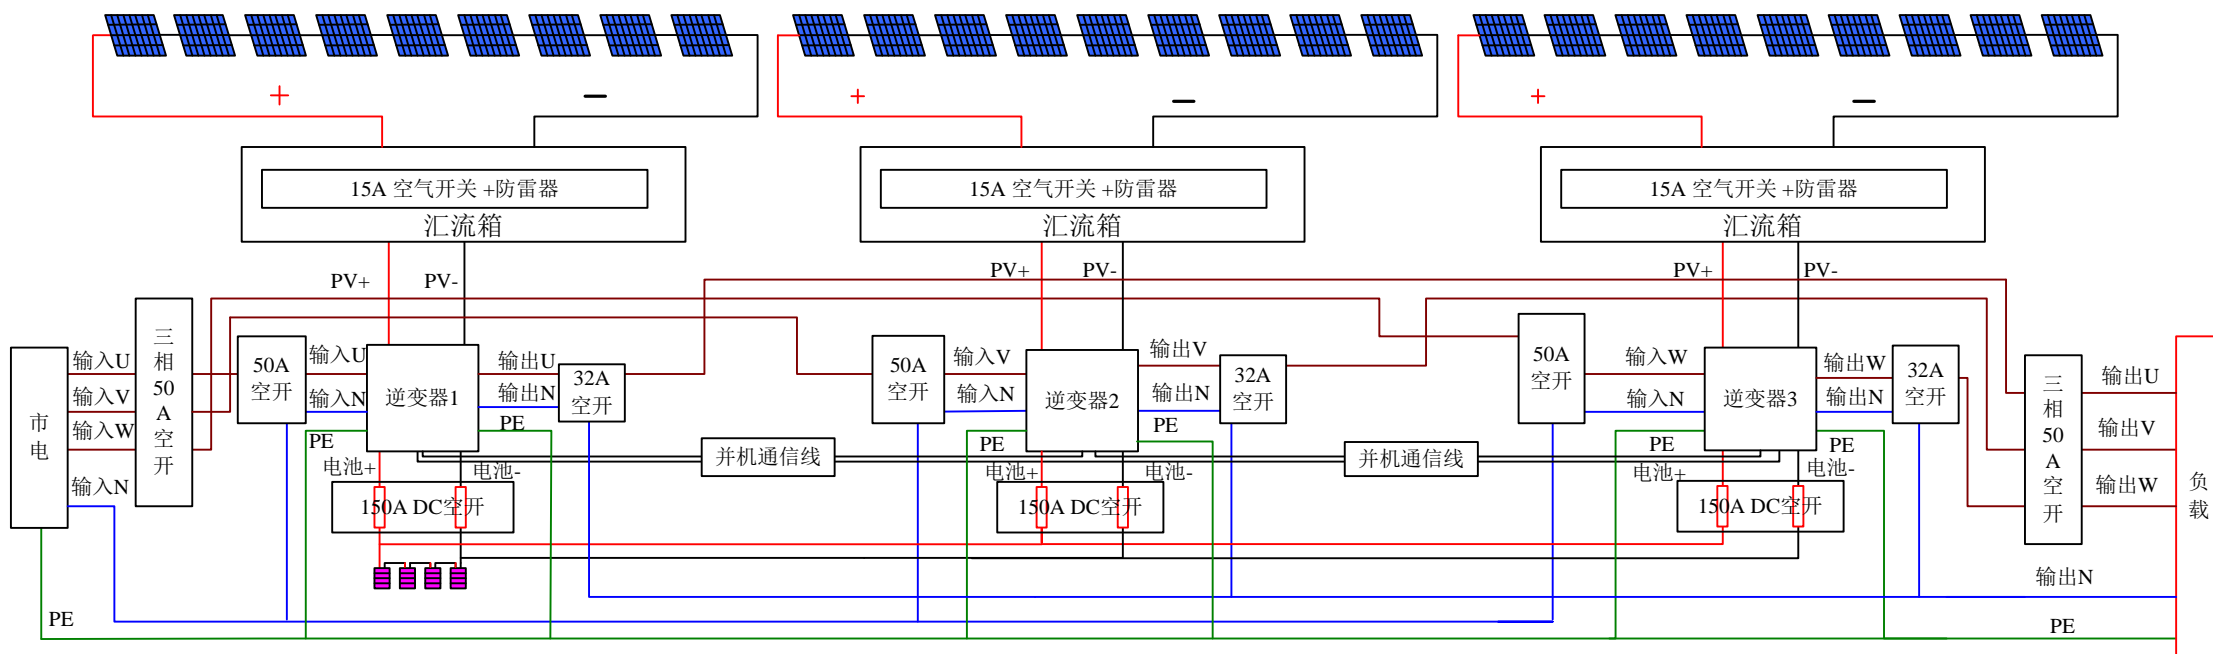 +
−
+
−
+
−
15A 空气开关 +防雷器
汇流箱
15A 空气开关 +防雷器
汇流箱
15A 空气开关 +防雷器
汇流箱
PV+
PV-
PV+
PV-
PV+
PV-
市
电
输入U
输入V
输入W
输入N
PE
三
相
50
A
空
开
50A
空开
输入U
输入N
PE
逆变器1
输出U
输出N
PE
32A
空开
电池+
电池-
150A DC空开
并机通信线
50A
空开
输入V
输入N
PE
逆变器2
输出V
输出N
PE
32A
空开
电池+
电池-
150A DC空开
并机通信线
50A
空开
输入W
输入N
PE
逆变器3
输出W
输出N
PE
32A
空开
电池+
电池-
150A DC空开
三
相
50
A
空
开
输出U
输出V
输出W
输出N
PE
负
载